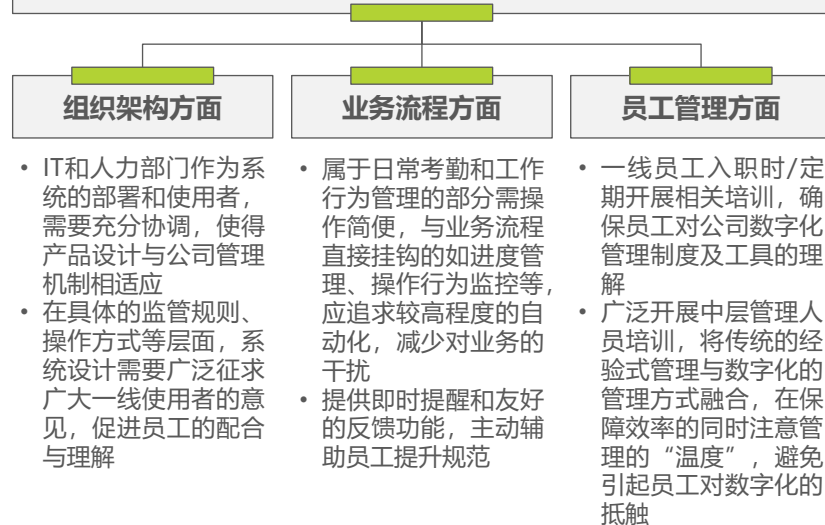 组织架构方面
IT和人力部门作为系
统的部署和使用者，
需要充分协调，使得
产品设计与公司管理
机制相适应
在具体的监管规则、
操作方式等层面，系
统设计需要广泛征求
广大一线使用者的意
见，促进员工的配合
与理解
业务流程方面
属于日常考勤和工作
行为管理的部分需操
作简便，与业务流程
直接挂钩的如进度管
理、操作行为监控等，
应追求较高程度的自
动化，减少对业务的
干扰
提供即时提醒和友好
的反馈功能，主动辅
助员工提升规范
员工管理方面
一线员工入职时/定
期开展相关培训，确
保员工对公司数字化
管理制度及工具的理
解
广泛开展中层管理人
员培训，将传统的经
验式管理与数字化的
管理方式融合，在保
障效率的同时注意管
理的“温度”，避免
引起员工对数字化的
抵触